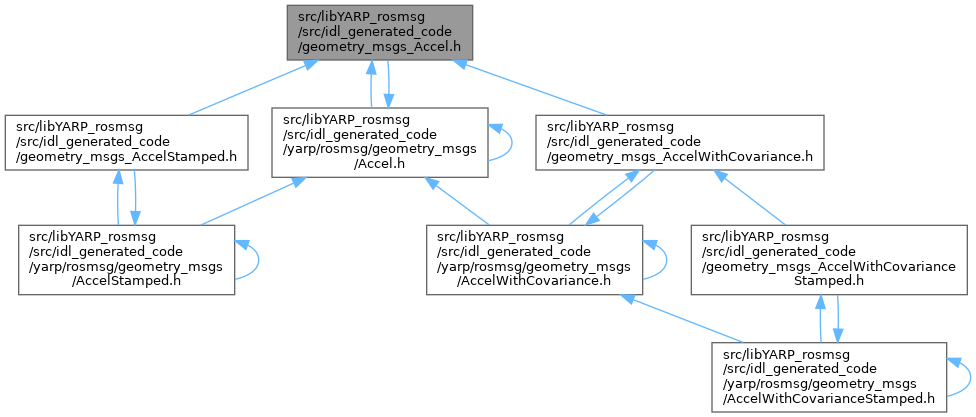 src/libYARP_rosmsg
/src/idl_generated_code
/geometry_msgs_Accel.h
src/libYARP_rosmsg
/src/idl_generated_code
/geometry_msgs_AccelStamped.h
src/libYARP_rosmsg
/src/idl_generated_code
/yarp/rosmsg/geometry_msgs
/Accel.h
src/libYARP_rosmsg
/src/idl_generated_code
/geometry_msgs_AccelWithCovariance.h
src/libYARP_rosmsg
/src/idl_generated_code
/yarp/rosmsg/geometry_msgs
/AccelStamped.h
src/libYARP_rosmsg
/src/idl_generated_code
/yarp/rosmsg/geometry_msgs
/AccelWithCovariance.h
src/libYARP_rosmsg
/src/idl_generated_code
/geometry_msgs_AccelWithCovariance
Stamped.h
src/libYARP_rosmsg
/src/idl_generated_code
/yarp/rosmsg/geometry_msgs
/AccelWithCovarianceStamped.h